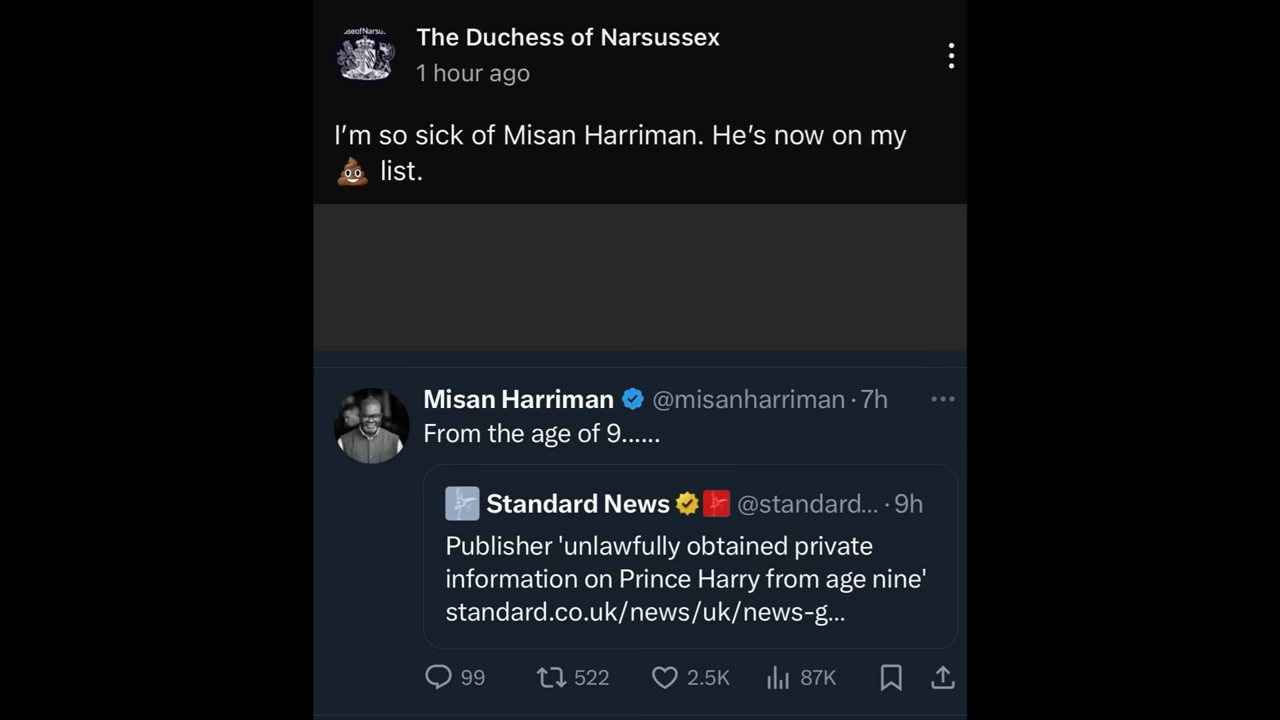 The Duchess of Narsussex
1 hour ago
I’m so sick of Misan Harriman. He’s now on my
💩 list.
Misan Harriman @misanharriman · 7h
From the age of 9......
Standard News @standard... · 9h
Publisher 'unlawfully obtained private
information on Prince Harry from age nine'
standard.co.uk/news/uk/news-g...
99 522 2.5K 87K